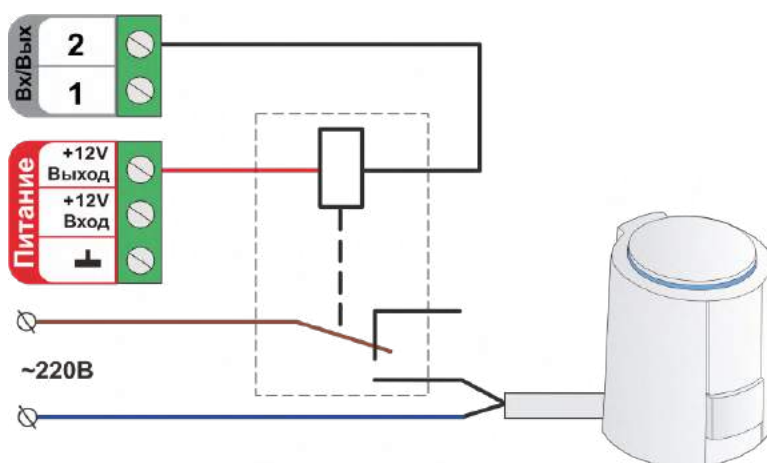 Вх/Вых
2
1
Питание
+12V
Выход
+12V
Вход
~220В